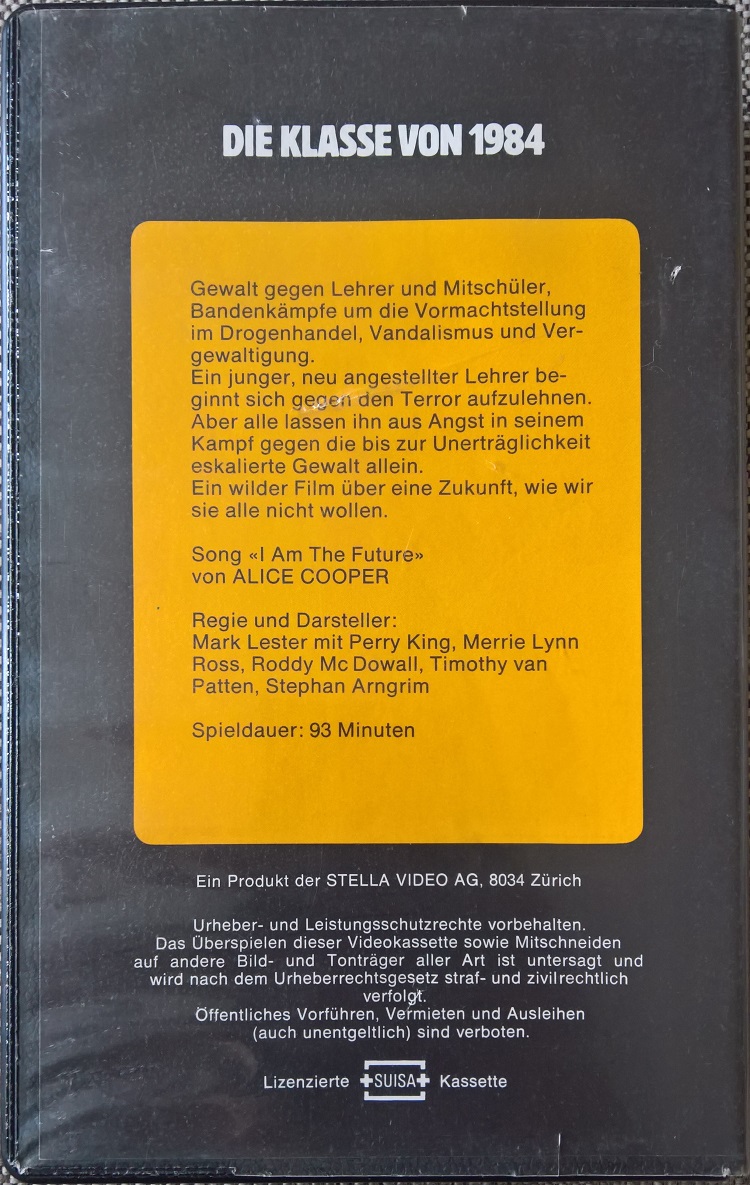 DIE KLASSE VON 1984
Gewalt gegen Lehrer und Mitschüler,
Bandenkämpfe um die Vormachtstellung
im Drogenhandel, Vandalismus und Ver-
gewaltigung.
Ein junger, neu angestellter Lehrer be-
ginnt sich gegen den Terror aufzulehnen.
Aber alle lassen ihn aus Angst in seinem
Kampf gegen die bis zur Unerträglichkeit
eskalierte Gewalt allein.
Ein wilder Film über eine Zukunft, wie wir
sie alle nicht wollen.
Song «I Am The Future»
von ALICE COOPER
Regie und Darsteller:
Mark Lester mit Perry King, Merrie Lynn
Ross, Roddy Mc Dowall, Timothy van
Patten, Stephan Arngrim
Spieldauer: 93 Minuten
Ein Produkt der STELLA VIDEO AG, 8034 Zürich
Urheber- und Leistungsschutzrechte vorbehalten.
Das Überspielen dieser Videokassette sowie Mitschneiden
auf andere Bild- und Tonträger aller Art ist untersagt und
wird nach dem Urheberrechtsgesetz straf- und zivilrechtlich
verfolgt.
Öffentliches Vorführen, Vermieten und Ausleihen
(auch unentgeltlich) sind verboten.
Lizenzierte SUISA Kassette